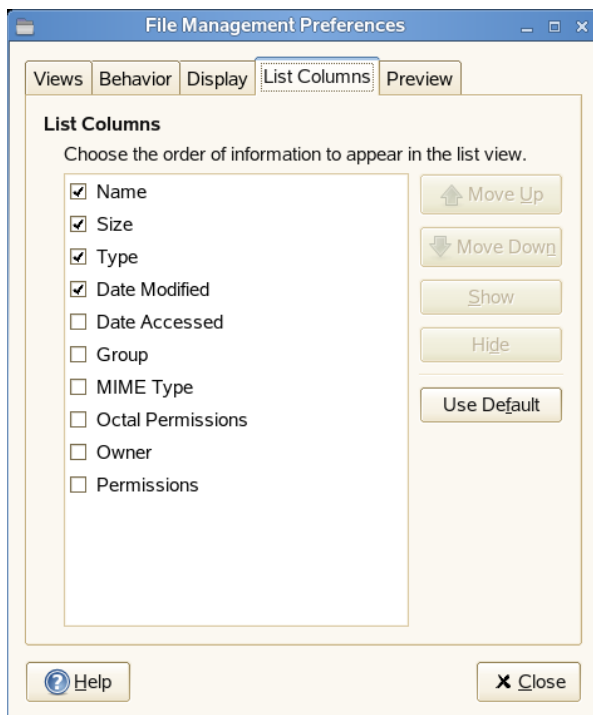 File Management Preferences
Views Behavior Display List Columns Preview
List Columns
Choose the order of information to appear in the list view.
Name
Size
Type
Date Modified
Date Accessed
Group
MIME Type
Octal Permissions
Owner
Permissions
Move Up
Move Down
Show
Hide
Use Default
Help
Close